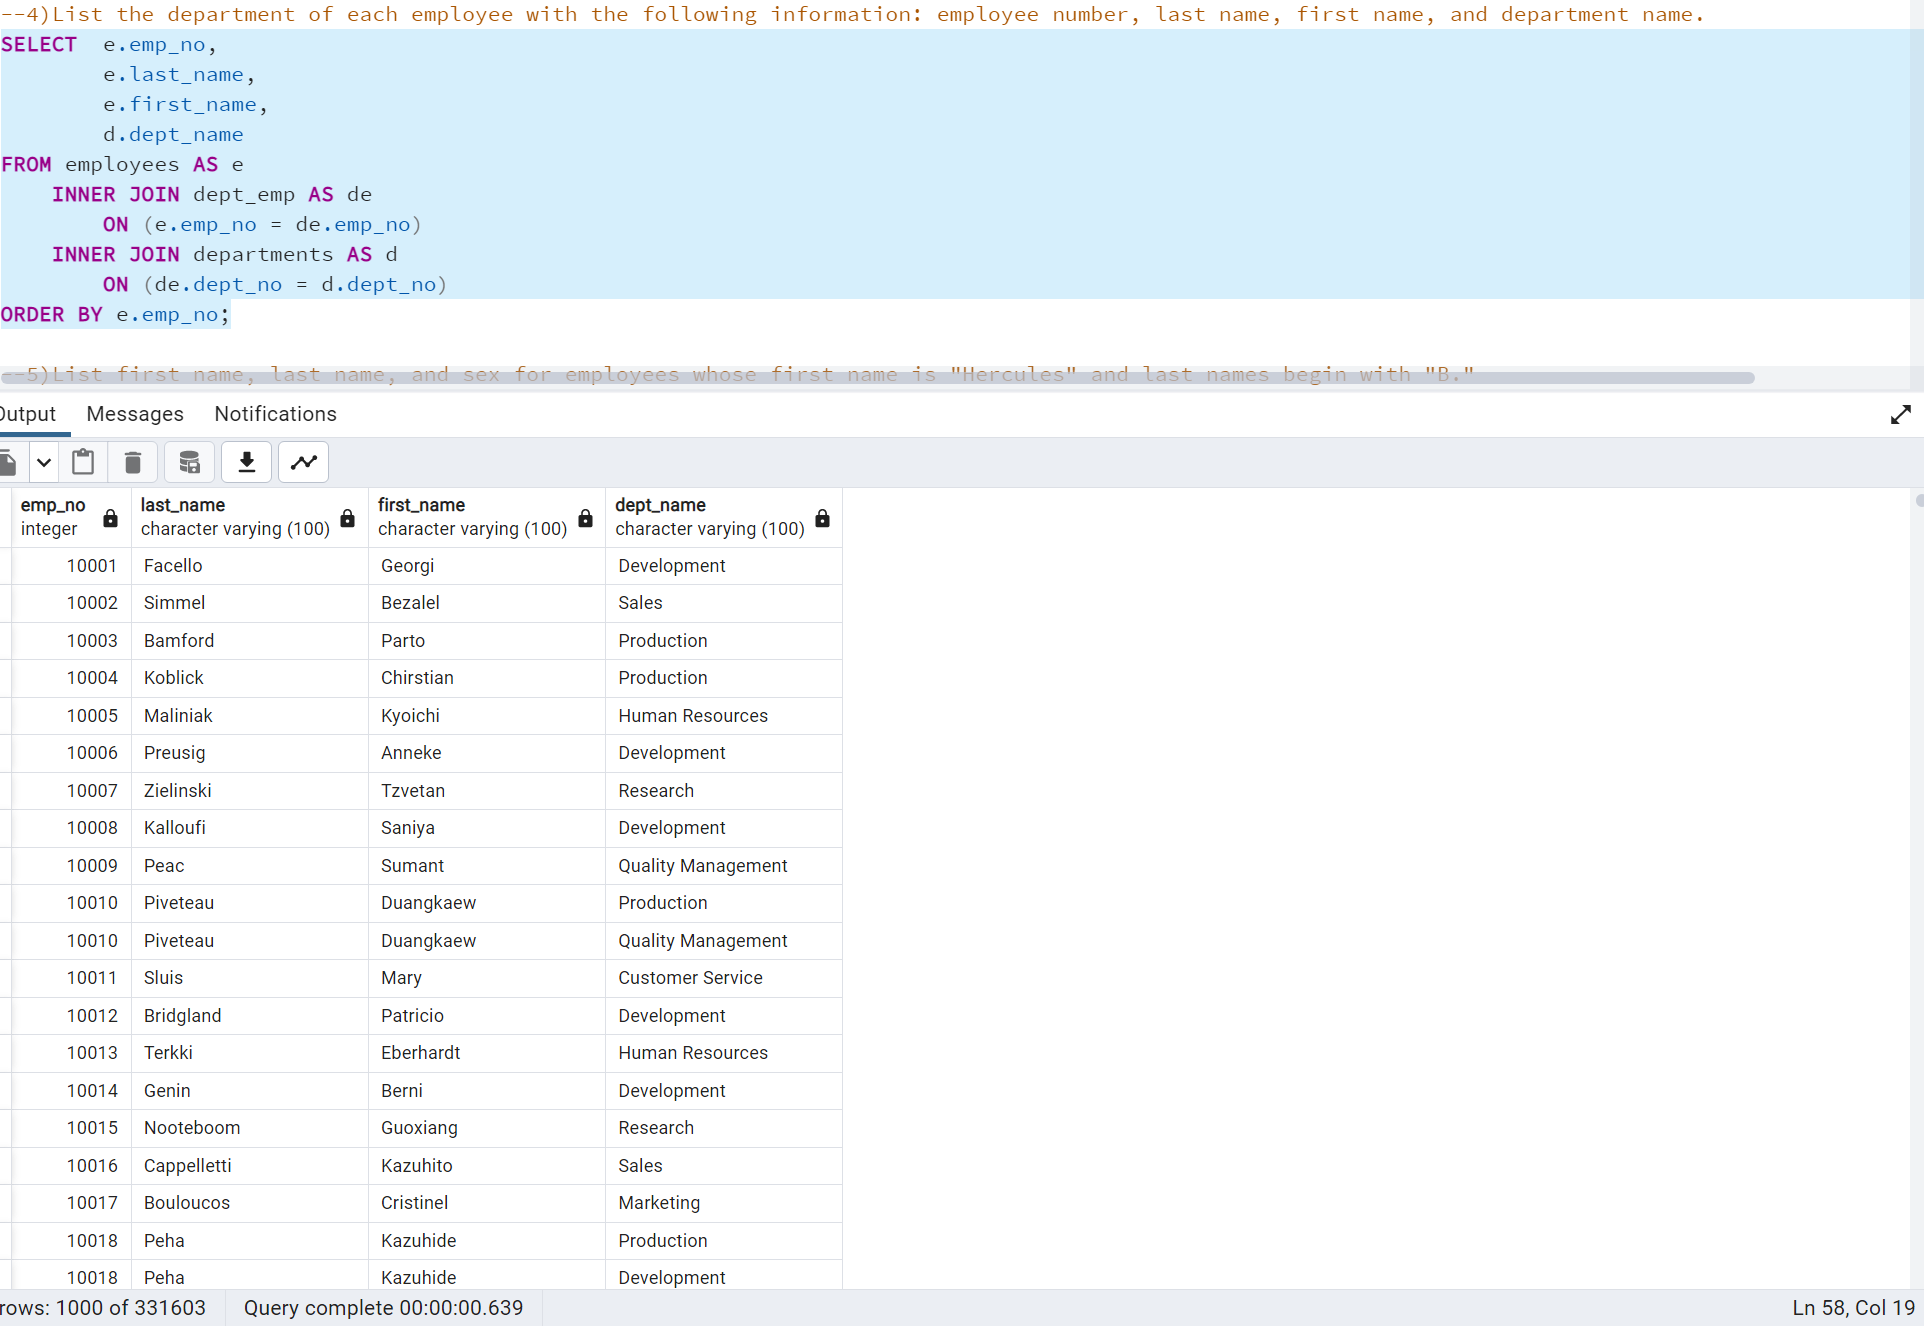 --4)List the department of each employee with the following information: employee number, last name, first name, and department name.
SELECT  e.emp_no,
        e.last_name,
        e.first_name,
        d.dept_name
FROM employees AS e
    INNER JOIN dept_emp AS de
        ON (e.emp_no = de.emp_no)
    INNER JOIN departments AS d
        ON (de.dept_no = d.dept_no)
ORDER BY e.emp_no;
--5)List first name, last name, and sex for employees whose first name is "Hercules" and last names begin with "B."
Output Messages Notifications
emp_no last_name first_name dept_name
integer character varying (100) character varying (100) character varying (100)
10001 Facello Georgi Development
10002 Simmel Bezalel Sales
10003 Bamford Parto Production
10004 Koblick Chirstian Production
10005 Maliniak Kyoichi Human Resources
10006 Preusig Anneke Development
10007 Zielinski Tzvetan Research
10008 Kalloufi Saniya Development
10009 Peac Sumant Quality Management
10010 Piveteau Duangkaew Production
10010 Piveteau Duangkaew Quality Management
10011 Sluis Mary Customer Service
10012 Bridgland Patricio Development
10013 Terkki Eberhardt Human Resources
10014 Genin Berni Development
10015 Nooteboom Guoxiang Research
10016 Cappelletti Kazuhito Sales
10017 Bouloucos Cristinel Marketing
10018 Peha Kazuhide Production
10018 Peha Kazuhide Development
rows: 1000 of 331603 Query complete 00:00:00.639 Ln 58, Col 19